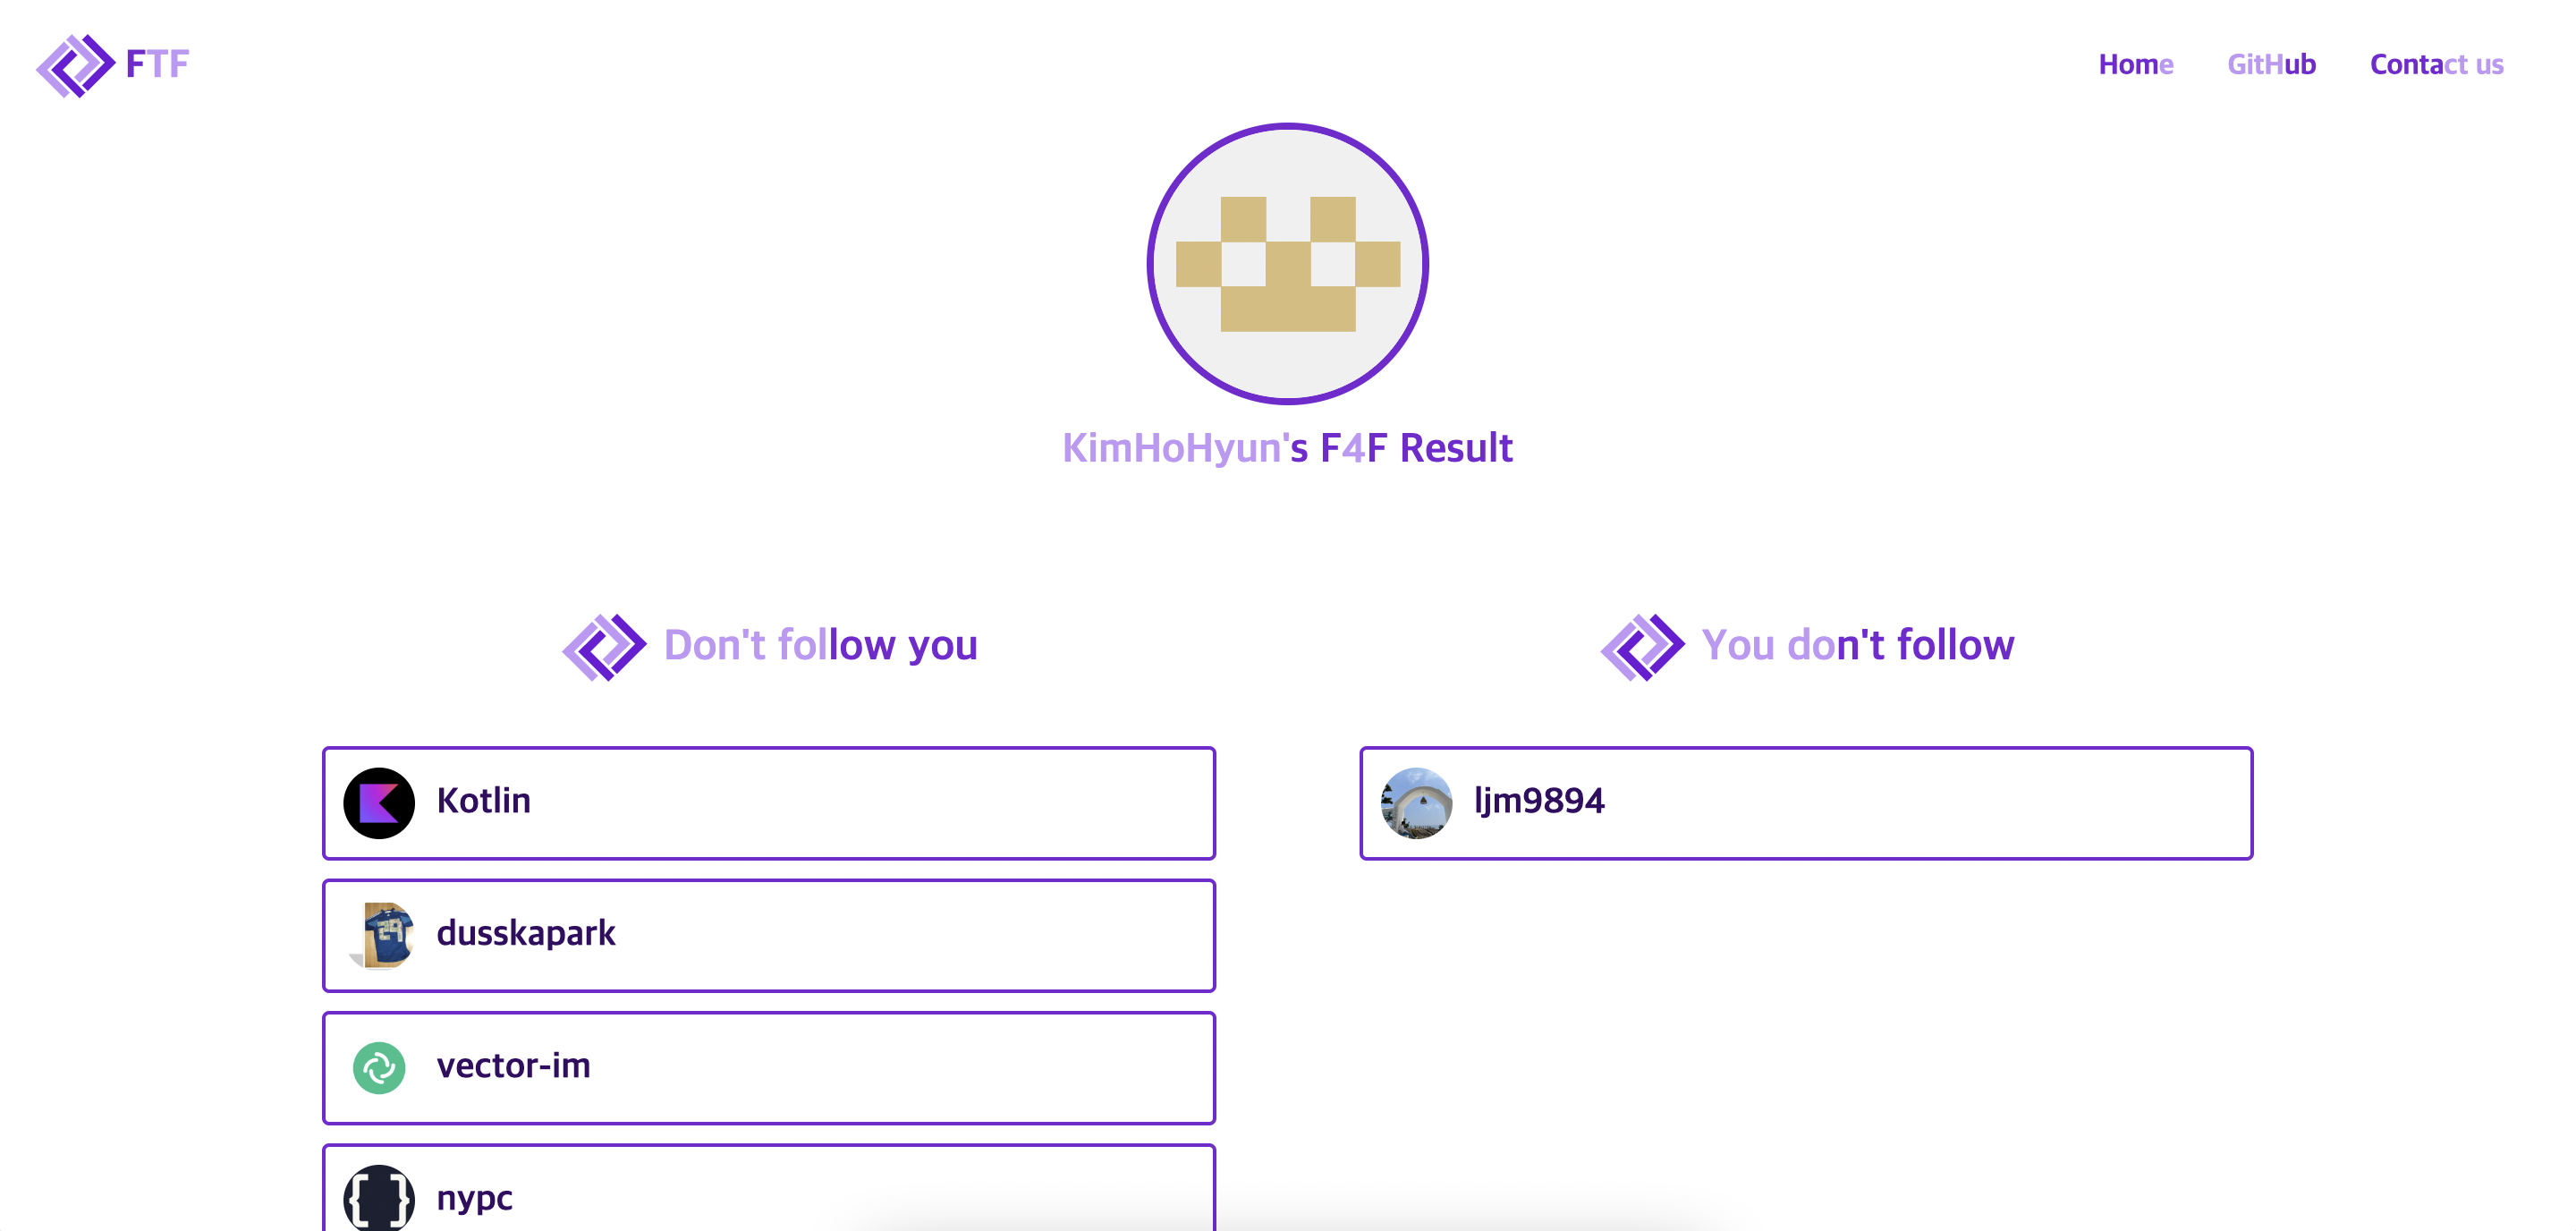 FTF
Home GitHub Contact us
KimHoHyun's F4F Result
Don't follow you
You don't follow
Kotlin
ljm9894
dusskapark
29
vector-im
nypc